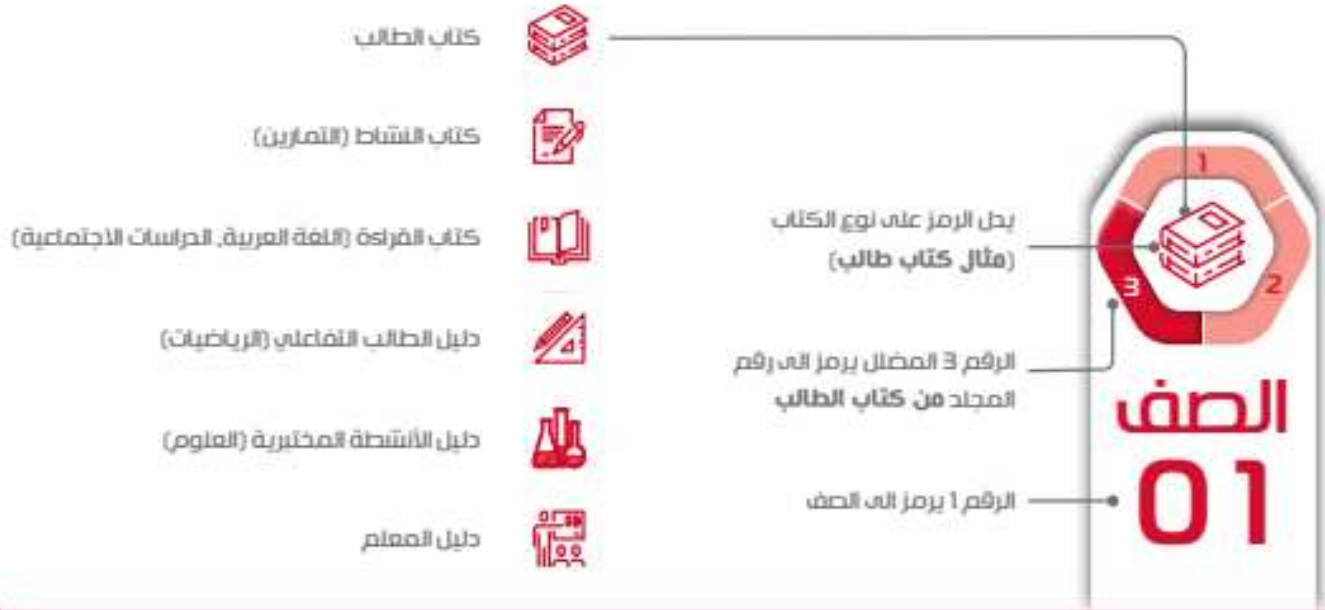 1
2
3
الصف
01
يدل الرمز على نوع الكتاب
(مثال كتاب طالب)
الرقم 3 المضلل يرمز الى رقم
المجلد من كتاب الطالب
الرقم 1 يرمز الى الصف
كتاب الطالب
كتاب النشاط (التمارين)
كتاب القراءة (اللغة العربية, الدراسات الاجتماعية)
دليل الطالب التفاعلي (الرياضيات)
دليل الأنشطة المختبرية (العلوم)
دليل المعلم